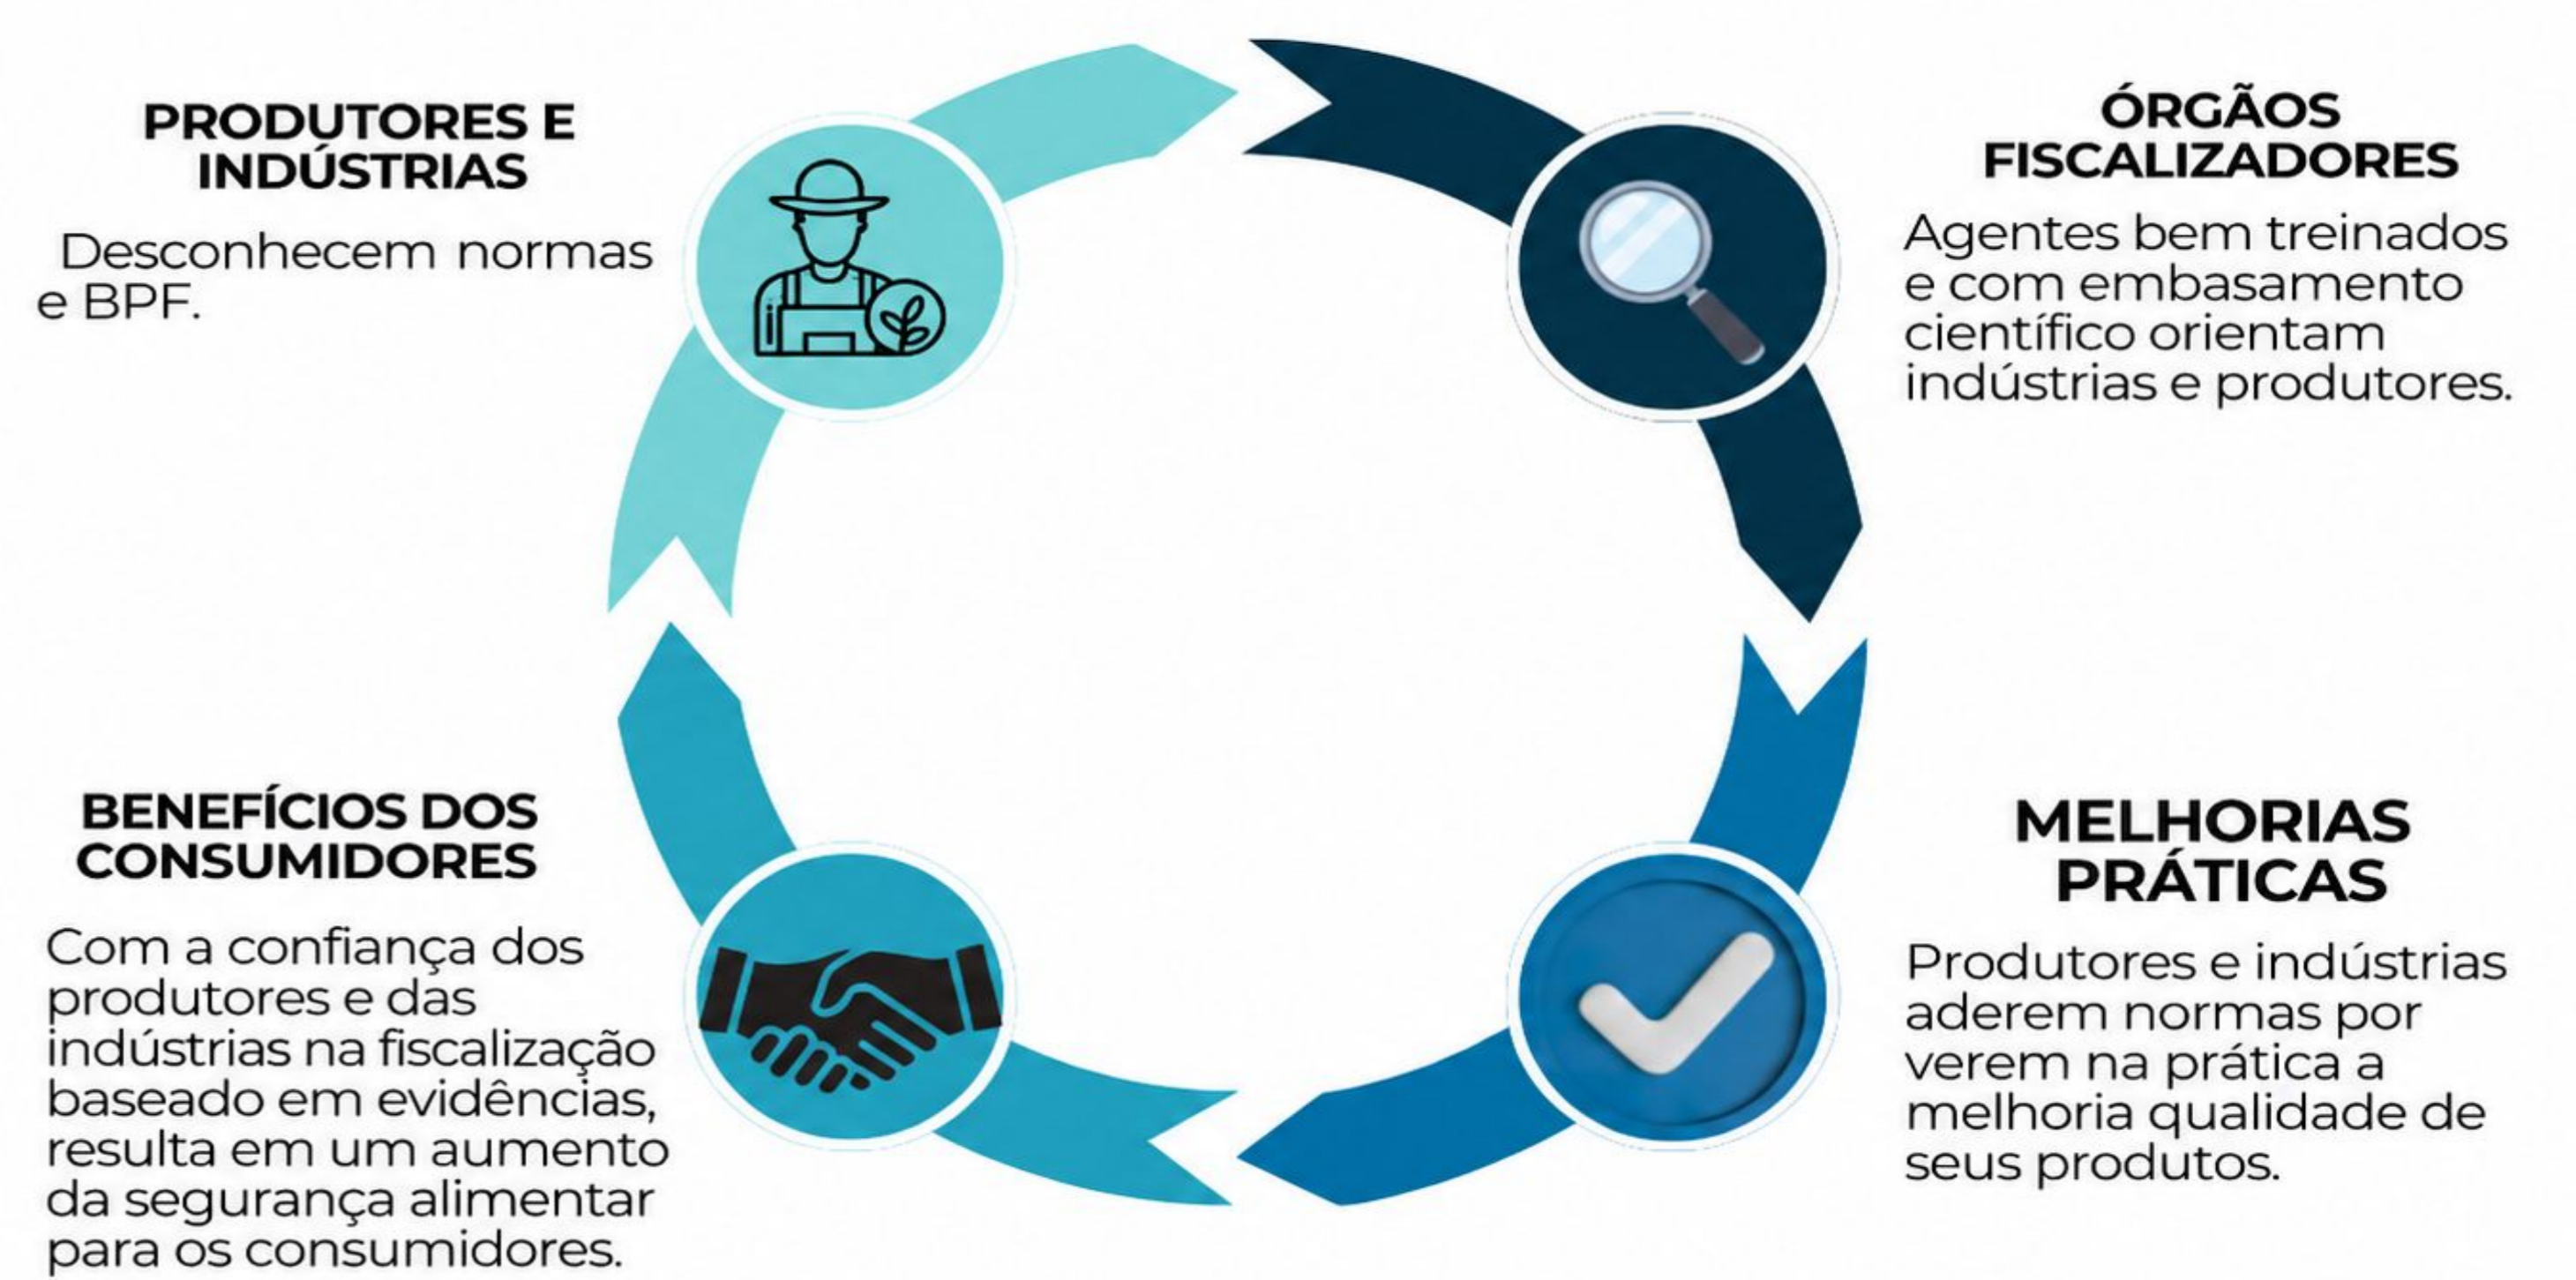 PRODUTORES E
INDÚSTRIAS
Desconhecem normas
e BPF.
ÓRGÃOS
FISCALIZADORES
Agentes bem treinados
e com embasamento
científico orientam
indústrias e produtores.
BENEFÍCIOS DOS
CONSUMIDORES
Com a confiança dos
produtores e das
indústrias na fiscalização
baseado em evidências,
resulta em um aumento
da segurança alimentar
para os consumidores.
MELHORIAS
PRÁTICAS
Produtores e indústrias
aderem normas por
verem na prática a
melhoria qualidade de
seus produtos.